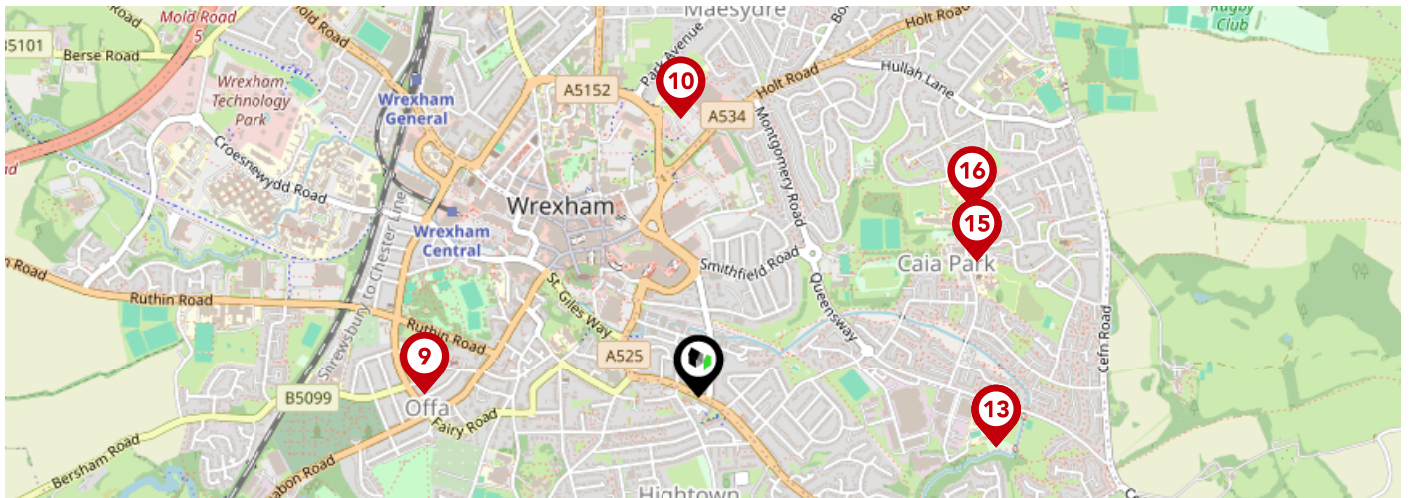 Maesydre
Rugby
Club
Mold Road
5
Holt Road
B5101
Berse Road
Mold Road
Park Avenue
Hullah Lane
Wrexham
Technology
Park
Wrexham
General
A5152
10
Holt Road
A534
Montgomery Road
Croesnewydd Road
16
Wrexham
15
Wrexham
Central
Smithfield Road
Caia Park
Shrewsbury to Chester Line
Ruthin Road
St. Giles Way
Queensway
Cefn Road
Ruthin Road
9
A525
B5099
Offa
Fairy Road
13
Bersham Road
Hightown